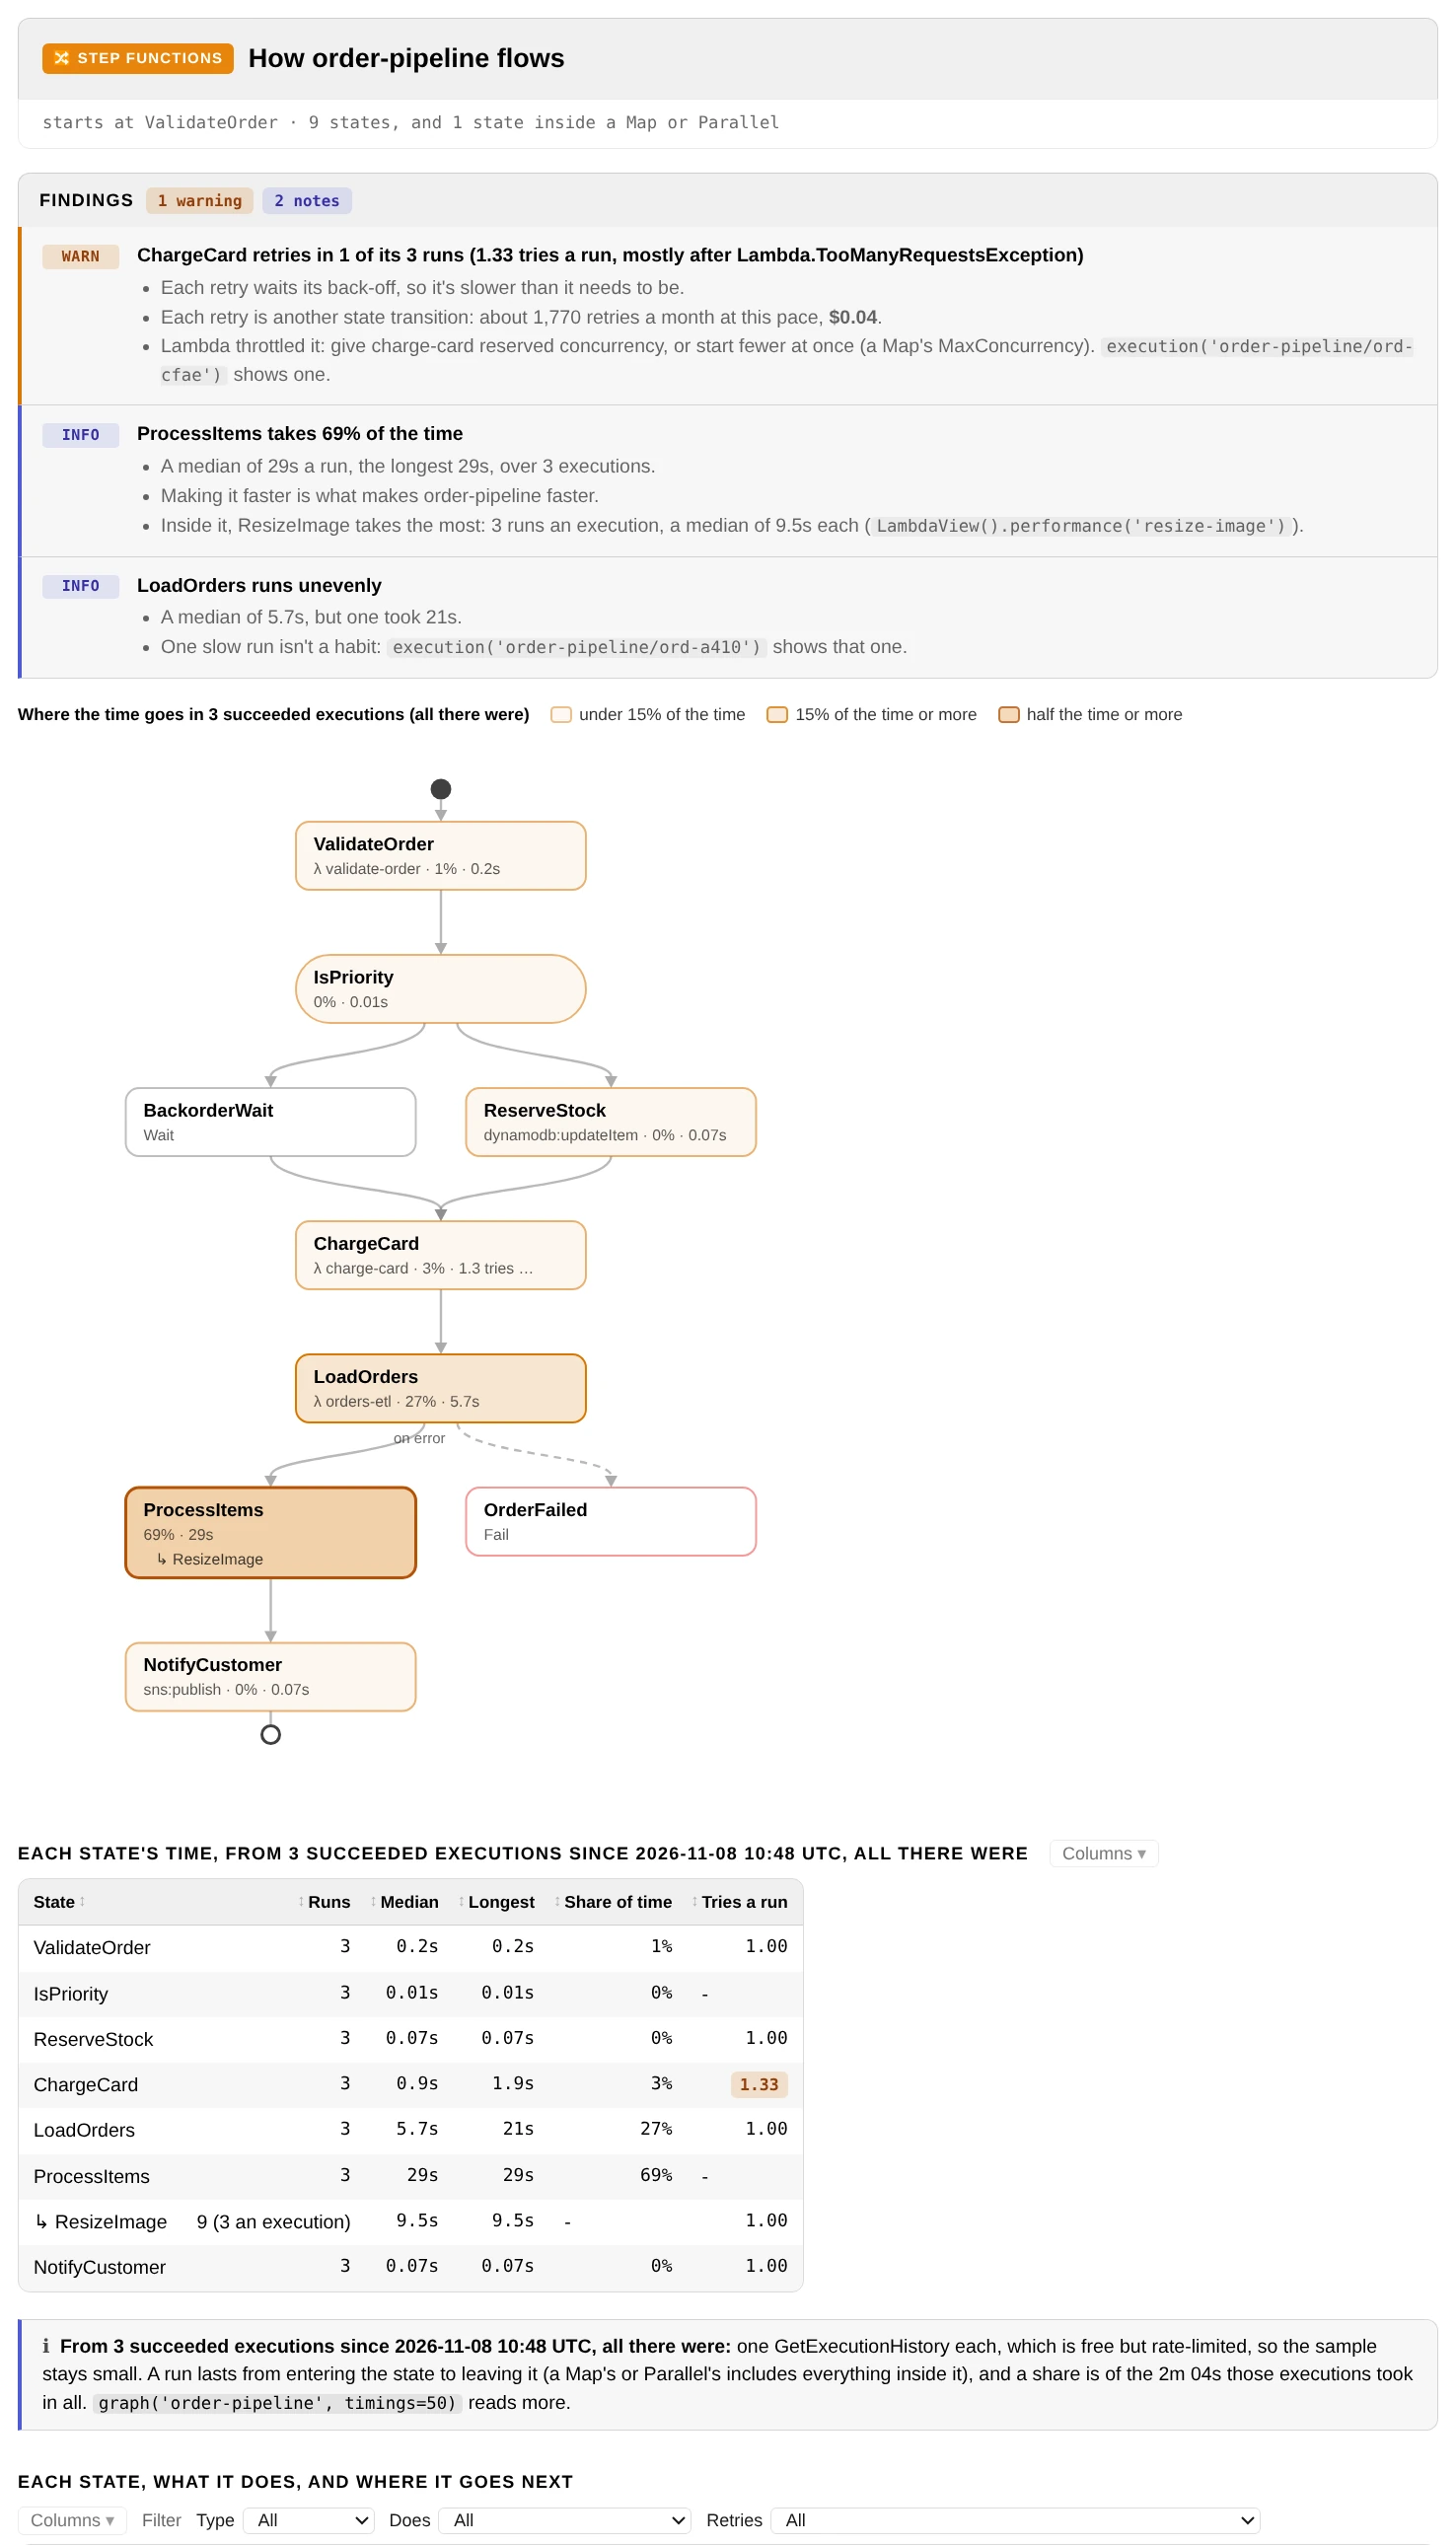 🔀 STEP FUNCTIONS How order-pipeline flows
starts at ValidateOrder · 9 states, and 1 state inside a Map or Parallel
FINDINGS 1 warning 2 notes
WARN ChargeCard retries in 1 of its 3 runs (1.33 tries a run, mostly after Lambda.TooManyRequestsException)
• Each retry waits its back-off, so it's slower than it needs to be.
• Each retry is another state transition: about 1,770 retries a month at this pace, $0.04.
• Lambda throttled it: give charge-card reserved concurrency, or start fewer at once (a Map's MaxConcurrency). execution('order-pipeline/ord-
cfae') shows one.
INFO ProcessItems takes 69% of the time
• A median of 29s a run, the longest 29s, over 3 executions.
• Making it faster is what makes order-pipeline faster.
• Inside it, ResizeImage takes the most: 3 runs an execution, a median of 9.5s each (LambdaView().performance('resize-image')).
INFO LoadOrders runs unevenly
• A median of 5.7s, but one took 21s.
• One slow run isn't a habit: execution('order-pipeline/ord-a410') shows that one.
Where the time goes in 3 succeeded executions (all there were) under 15% of the time 15% of the time or more half the time or more
ValidateOrder
λ validate-order · 1% · 0.2s
IsPriority
0% · 0.01s
BackorderWait
Wait
ReserveStock
dynamodb:updateItem · 0% · 0.07s
ChargeCard
λ charge-card · 3% · 1.3 tries …
LoadOrders
λ orders-etl · 27% · 5.7s
on error
ProcessItems
69% · 29s
↳ ResizeImage
OrderFailed
Fail
NotifyCustomer
sns:publish · 0% · 0.07s
EACH STATE'S TIME, FROM 3 SUCCEEDED EXECUTIONS SINCE 2026-11-08 10:48 UTC, ALL THERE WERE Columns ▾
State ↕ ↕ Runs ↕ Median ↕ Longest ↕ Share of time ↕ Tries a run
ValidateOrder 3 0.2s 0.2s 1% 1.00
IsPriority 3 0.01s 0.01s 0% -
ReserveStock 3 0.07s 0.07s 0% 1.00
ChargeCard 3 0.9s 1.9s 3% 1.33
LoadOrders 3 5.7s 21s 27% 1.00
ProcessItems 3 29s 29s 69% -
↳ ResizeImage 9 (3 an execution) 9.5s 9.5s - 1.00
NotifyCustomer 3 0.07s 0.07s 0% 1.00
ℹ From 3 succeeded executions since 2026-11-08 10:48 UTC, all there were: one GetExecutionHistory each, which is free but rate-limited, so the sample
stays small. A run lasts from entering the state to leaving it (a Map's or Parallel's includes everything inside it), and a share is of the 2m 04s those executions took
in all. graph('order-pipeline', timings=50) reads more.
EACH STATE, WHAT IT DOES, AND WHERE IT GOES NEXT
Columns ▾ Filter Type All Does All Retries All